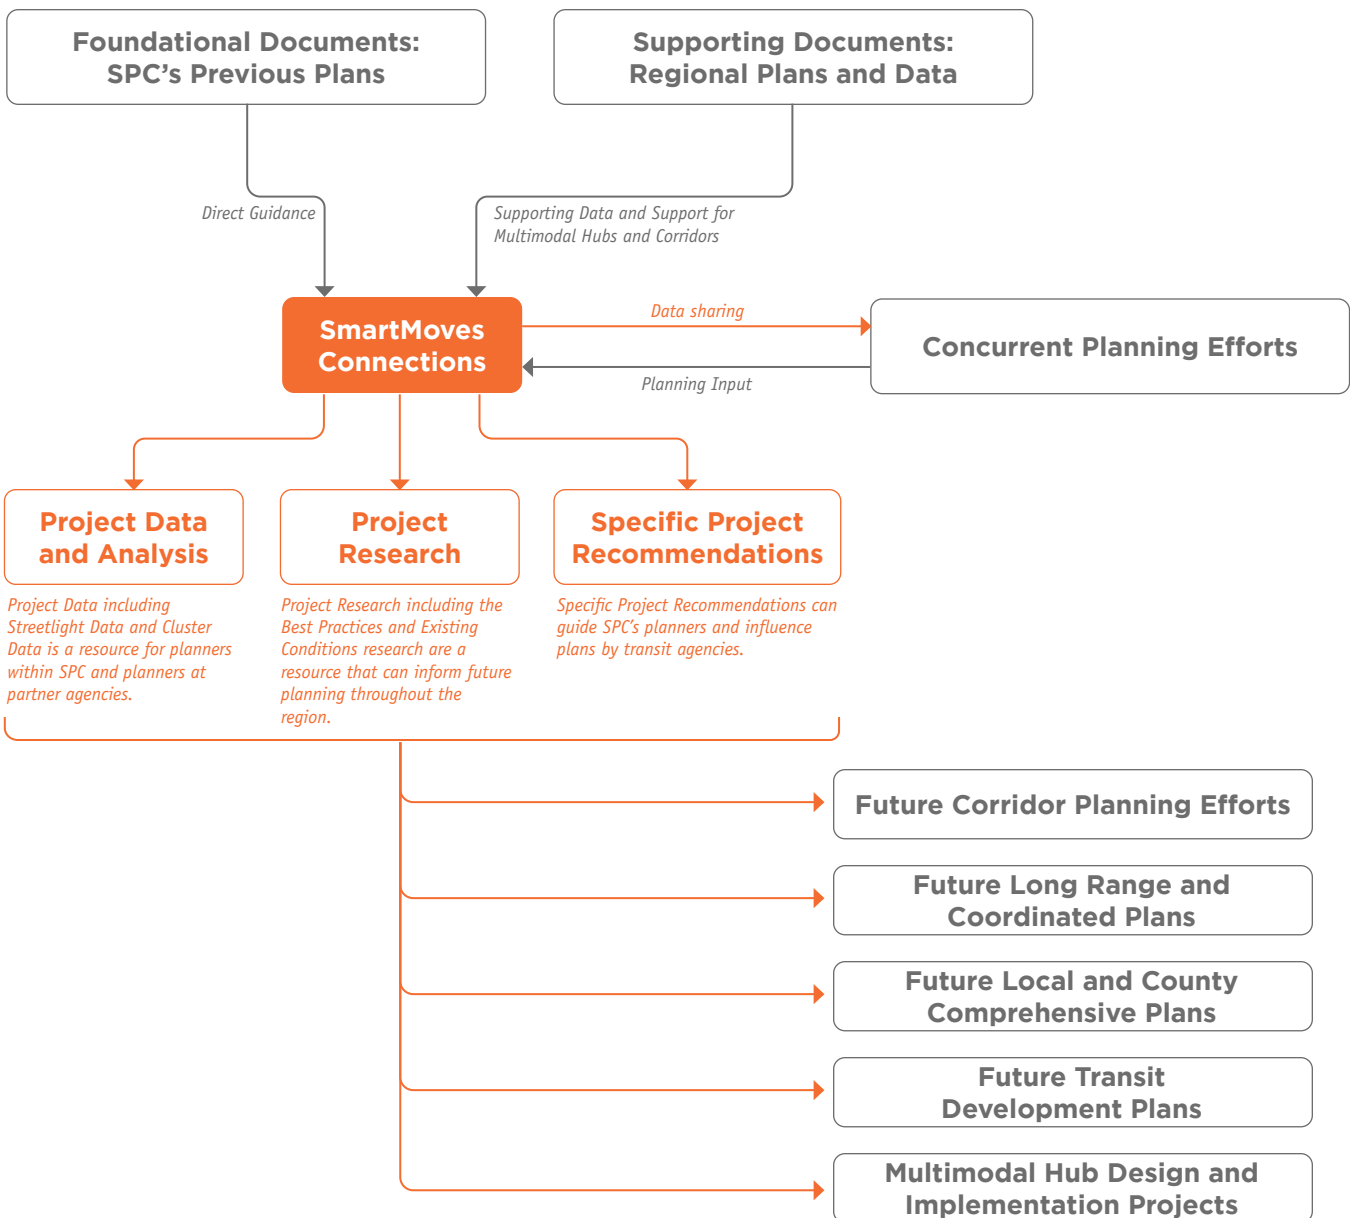 Foundational Documents:
SPC's Previous Plans
Supporting Documents:
Regional Plans and Data
Direct Guidance
Supporting Data and Support for
Multimodal Hubs and Corridors
SmartMoves
Connections
Data sharing
Planning Input
Concurrent Planning Efforts
Project Data
and Analysis
Project
Research
Specific Project
Recommendations
Project Data including
Streetlight Data and Cluster
Data is a resource for planners
within SPC and planners at
partner agencies.
Project Research including the
Best Practices and Existing
Conditions research are a
resource that can inform future
planning throughout the
region.
Specific Project Recommendations can
guide SPC's planners and influence
plans by transit agencies.
Future Corridor Planning Efforts
Future Long Range and
Coordinated Plans
Future Local and County
Comprehensive Plans
Future Transit
Development Plans
Multimodal Hub Design and
Implementation Projects